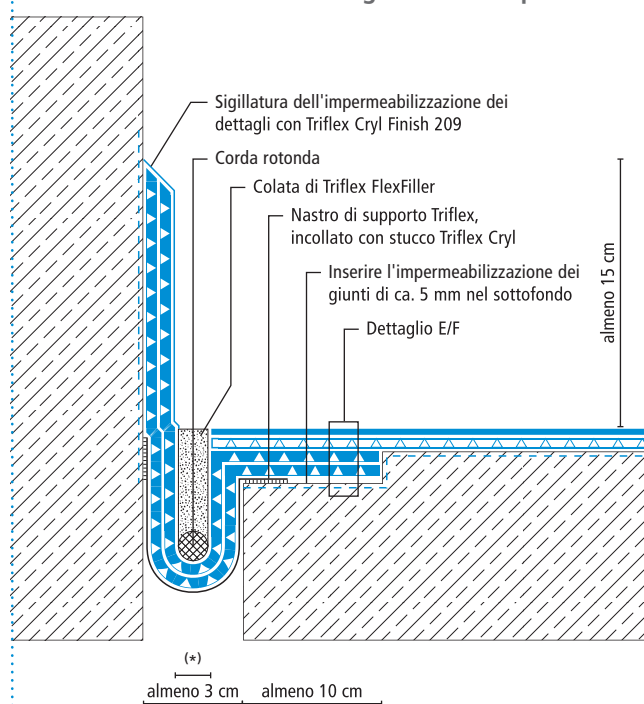 Sigillatura dell'impermeabilizzazione dei
dettagli con Triflex Cryl Finish 209
Corda rotonda
Colata di Triflex FlexFiller
Nastro di supporto Triflex,
incollato con stucco Triflex Cryl
Inserire l'impermeabilizzazione dei
giunti di ca. 5 mm nel sottofondo
Dettaglio E/F
almeno 15 cm
(*)
almeno 3 cm
almeno 10 cm